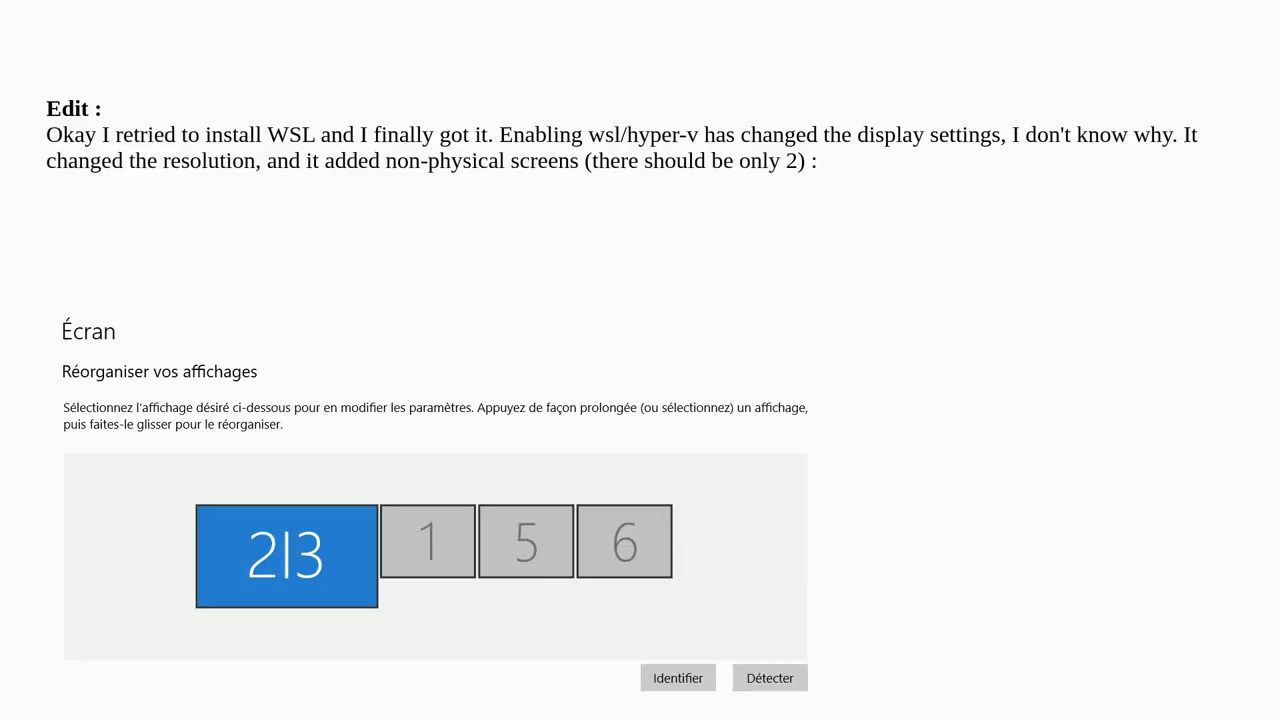 Edit :
Okay I retried to install WSL and I finally got it. Enabling wsl/hyper-v has changed the display settings, I don't know why. It
changed the resolution, and it added non-physical screens (there should be only 2) :
Écran
Réorganiser vos affichages
Sélectionnez l'affichage désiré ci-dessous pour en modifier les paramètres. Appuyez de façon prolongée (ou sélectionnez) un affichage,
puis faites-le glisser pour le réorganiser.
2|3 1 5 6
Identifier Détecter